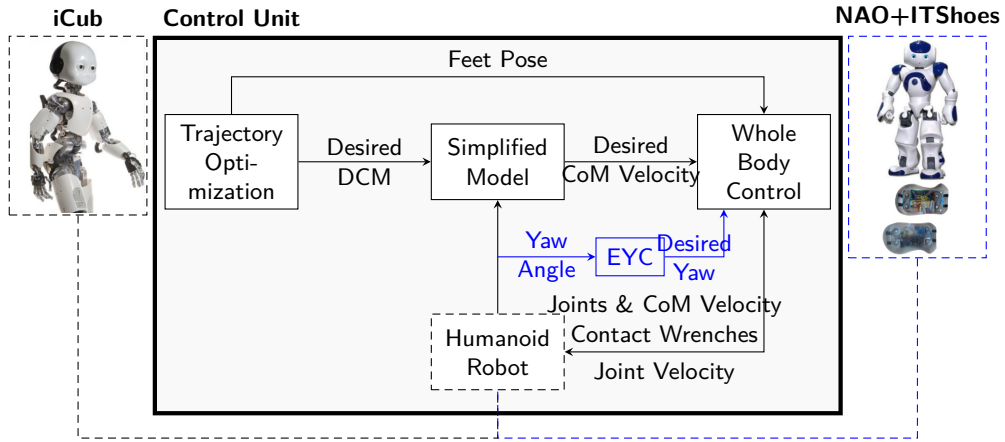 iCub
Control Unit
NAO+ITShoes
Feet Pose
Trajectory
Opti-
mization
Desired
DCM
Simplified
Model
Desired
CoM Velocity
Whole
Body
Control
Yaw
Angle
EYC
Desired
Yaw
Joints & CoM Velocity
Contact Wrenches
Humanoid
Robot
Joint Velocity